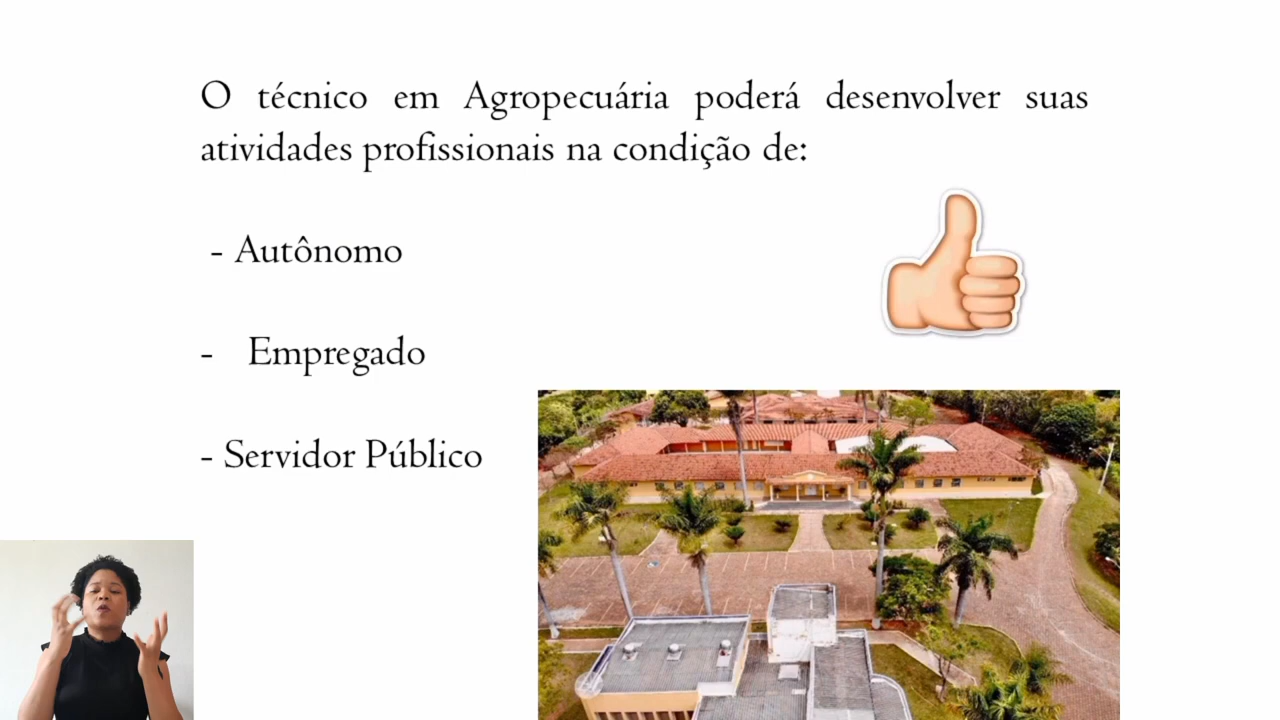 O técnico em Agropecuária poderá desenvolver suas
atividades profissionais na condição de:
- Autônomo
- Empregado
- Servidor Público